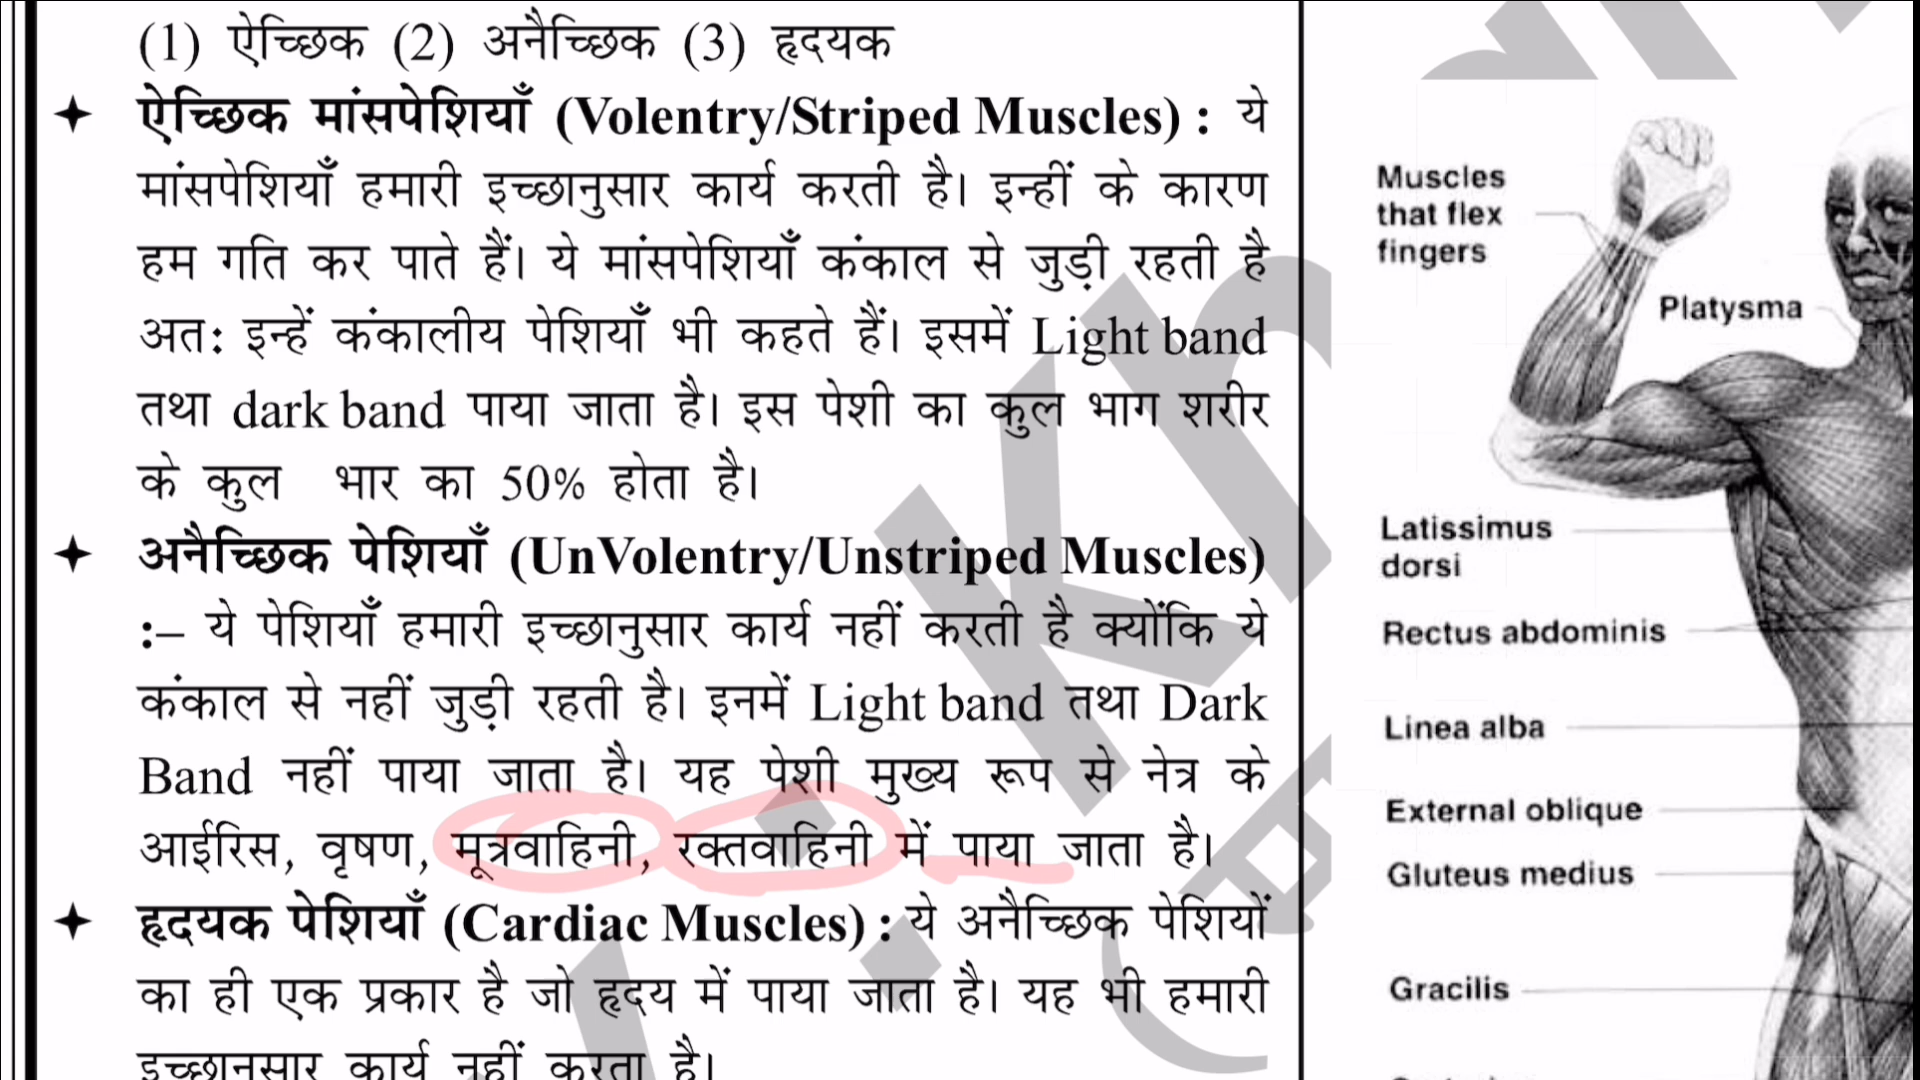 (1) ऐच्छिक (2) अनैच्छिक (3) हृदयक
✦ ऐच्छिक मांसपेशियाँ (Volentry/Striped Muscles) : ये
मांसपेशियाँ हमारी इच्छानुसार कार्य करती है। इन्हीं के कारण
हम गति कर पाते हैं। ये मांसपेशियाँ कंकाल से जुड़ी रहती है
अतः इन्हें कंकालीय पेशियाँ भी कहते हैं। इसमें Light band
तथा dark band पाया जाता है। इस पेशी का कुल भाग शरीर
के कुल भार का 50% होता है।
✦ अनैच्छिक पेशियाँ (UnVolentry/Unstriped Muscles)
:– ये पेशियाँ हमारी इच्छानुसार कार्य नहीं करती है क्योंकि ये
कंकाल से नहीं जुड़ी रहती है। इनमें Light band तथा Dark
Band नहीं पाया जाता है। यह पेशी मुख्य रूप से नेत्र के
आईरिस, वृषण, मूत्रवाहिनी, रक्तवाहिनी में पाया जाता है।
✦ हृदयक पेशियाँ (Cardiac Muscles) : ये अनैच्छिक पेशियों
का ही एक प्रकार है जो हृदय में पाया जाता है। यह भी हमारी
इच्छानुसार कार्य नहीं करता है।
Muscles
that flex
fingers
Platysma
Latissimus
dorsi
Rectus abdominis
Linea alba
External oblique
Gluteus medius
Gracilis